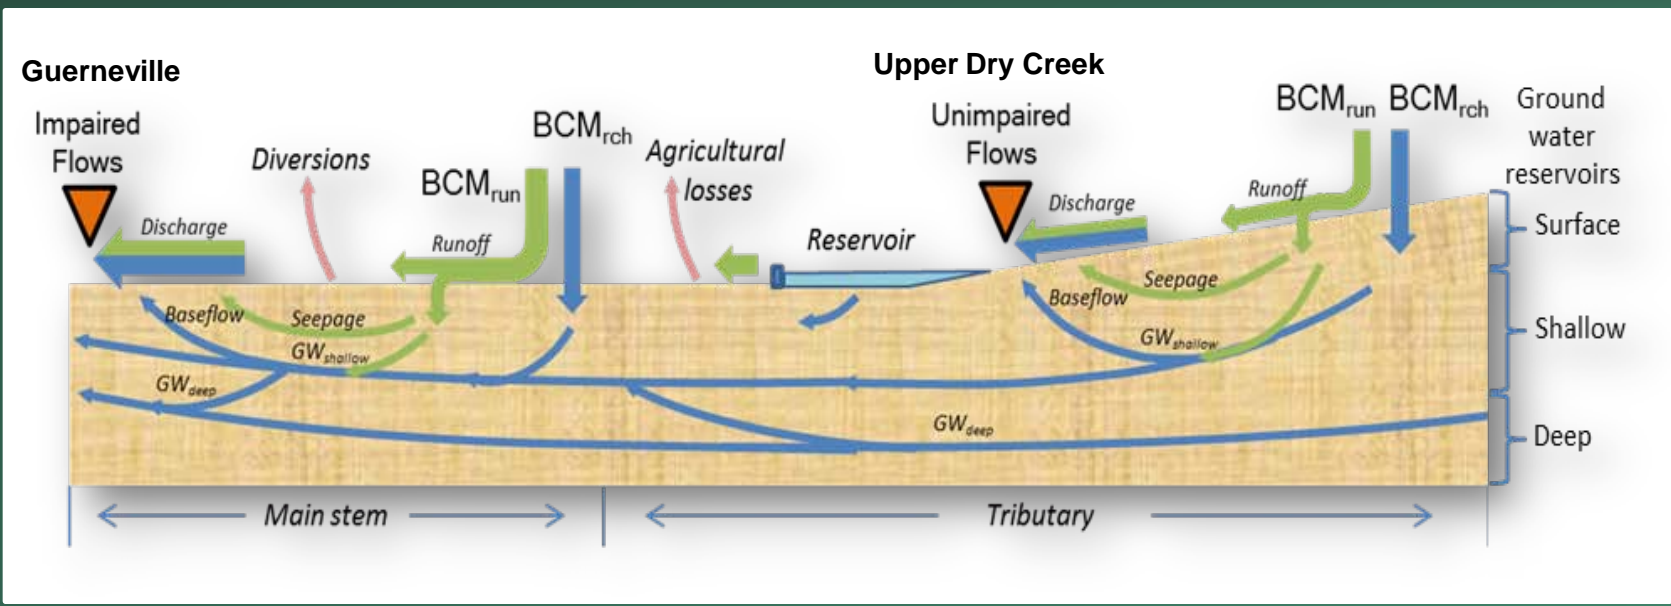 Guerneville
Upper Dry Creek
Impaired
Flows
Diversions
BCMrun
BCMrch
Agricultural
losses
Reservoir
Unimpaired
Flows
BCMrun
BCMrch
Ground
water
reservoirs
Discharge
Runoff
Discharge
Runoff
Surface
Baseflow
Seepage
GWshallow
GWdeep
Seepage
Baseflow
GWshallow
Shallow
GWdeep
Deep
Main stem
Tributary